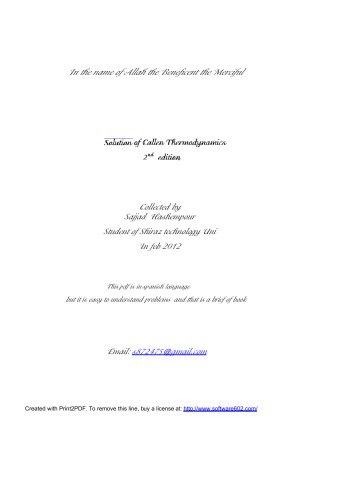 In the name of Allah the Beneficent the Merciful
Solution of Callen Thermodynamics
2nd edition
Collected by
Sajjad Hashempour
Student of Shiraz technology Uni
In feb 2012
This pdf is in spanish language
but it is easy to understand problems and that is a brief of book
Email: s872475@gmail.com
Created with Print2PDF. To remove this line, buy a license at: http://www.software602.com/